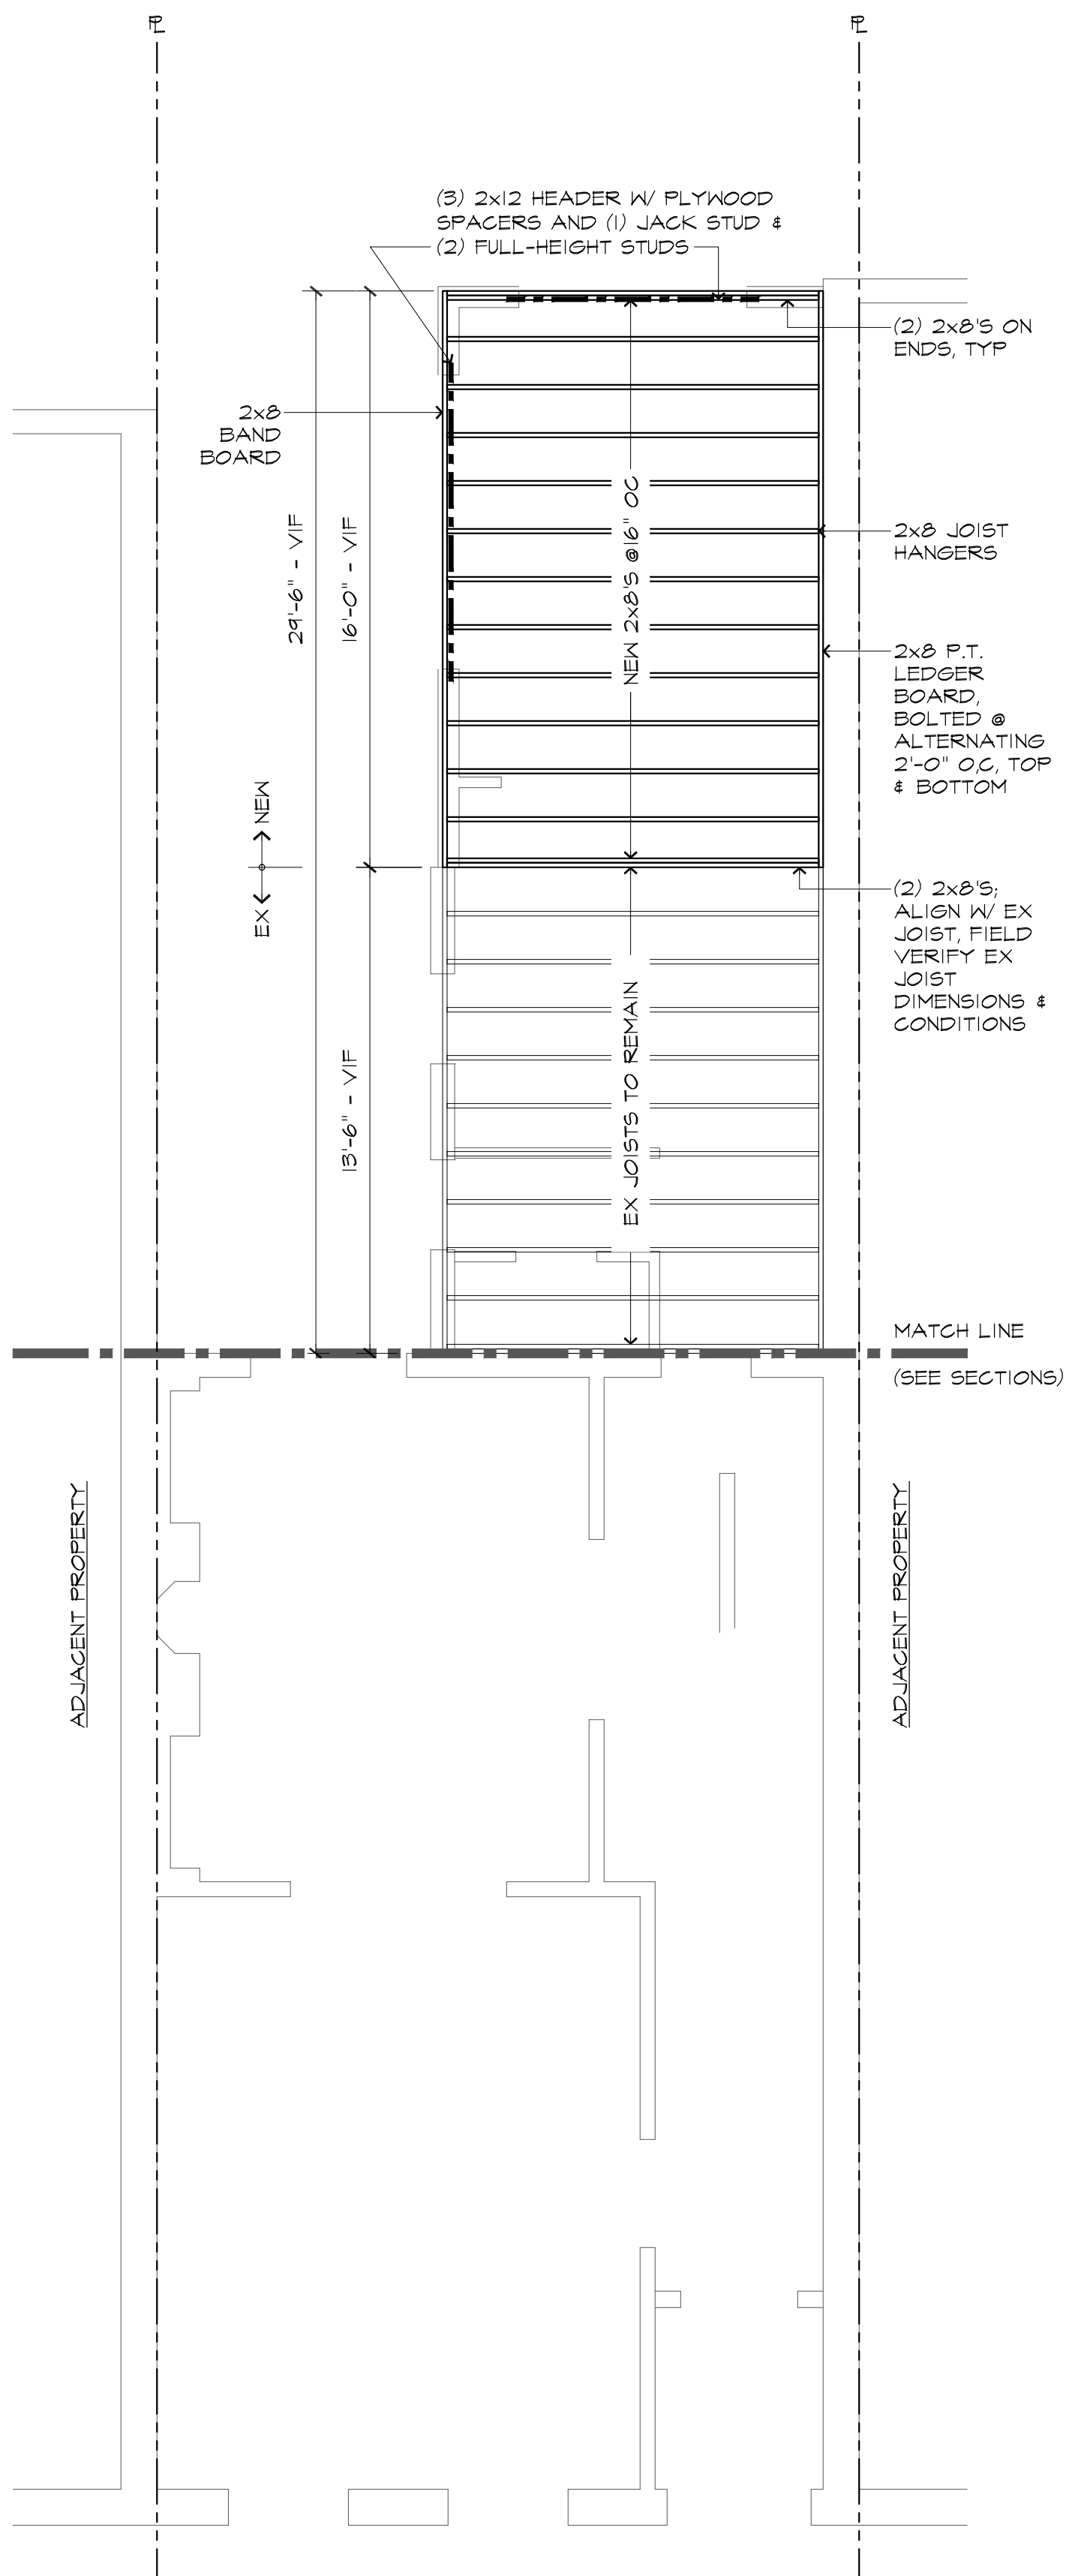 PL
PL
(3) 2x12 HEADER W/ PLYWOOD
SPACERS AND (1) JACK STUD &
(2) FULL-HEIGHT STUDS
(2) 2x8'S ON
ENDS, TYP
2x8
BAND
BOARD
29'-6" - VIF
16'-0" - VIF
NEW 2x8'S @16" OC
2x8 JOIST
HANGERS
2x8 P.T.
LEDGER
BOARD,
BOLTED @
ALTERNATING
2'-0" O,C, TOP
& BOTTOM
NEW
EX
(2) 2x8'S;
ALIGN W/ EX
JOIST, FIELD
VERIFY EX
JOIST
DIMENSIONS &
CONDITIONS
13'-6" - VIF
EX JOISTS TO REMAIN
MATCH LINE
(SEE SECTIONS)
ADJACENT PROPERTY
ADJACENT PROPERTY